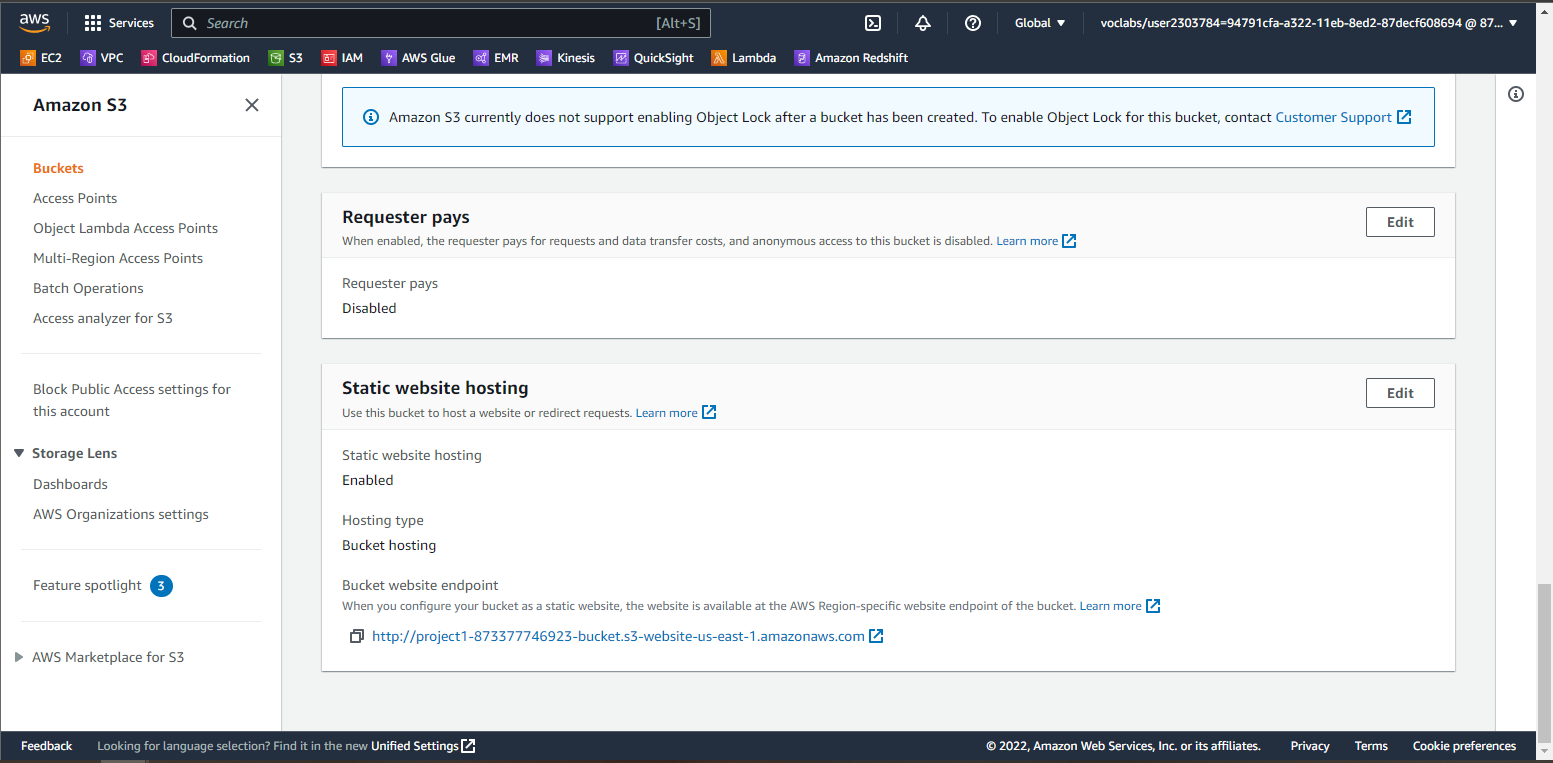 aws
Services
Search
[Alt+S]
Global
voclabs/user2303784=94791cfa-a322-11eb-8ed2-87decf608694 @ 87...
EC2
VPC
CloudFormation
S3
IAM
AWS Glue
EMR
Kinesis
QuickSight
Lambda
Amazon Redshift
Amazon S3
Buckets
Access Points
Object Lambda Access Points
Multi-Region Access Points
Batch Operations
Access analyzer for S3
Block Public Access settings for
this account
Storage Lens
Dashboards
AWS Organizations settings
Feature spotlight 3
AWS Marketplace for S3
Amazon S3 currently does not support enabling Object Lock after a bucket has been created. To enable Object Lock for this bucket, contact Customer Support
Requester pays
Edit
When enabled, the requester pays for requests and data transfer costs, and anonymous access to this bucket is disabled. Learn more
Requester pays
Disabled
Static website hosting
Edit
Use this bucket to host a website or redirect requests. Learn more
Static website hosting
Enabled
Hosting type
Bucket hosting
Bucket website endpoint
When you configure your bucket as a static website, the website is available at the AWS Region-specific website endpoint of the bucket. Learn more
http://project1-873377746923-bucket.s3-website-us-east-1.amazonaws.com
Feedback
Looking for language selection? Find it in the new Unified Settings
© 2022, Amazon Web Services, Inc. or its affiliates.
Privacy
Terms
Cookie preferences